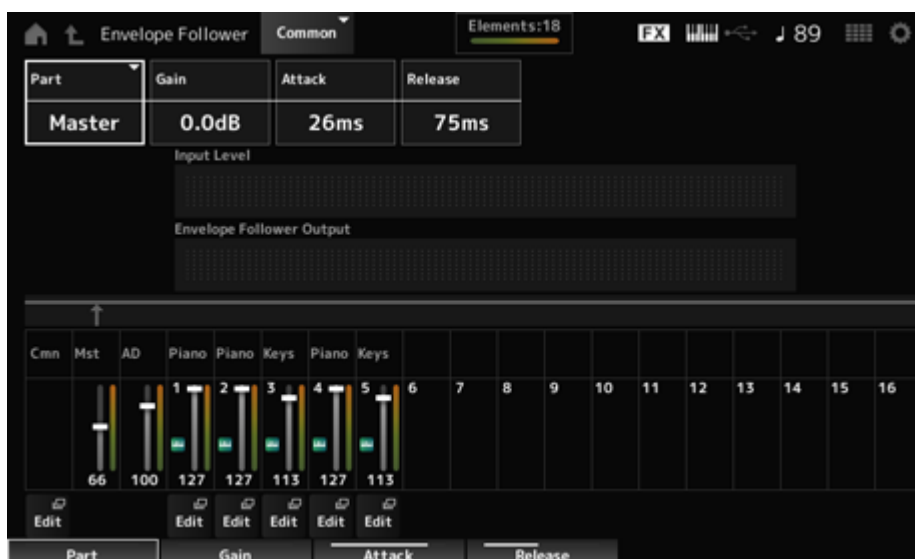 Envelope Follower Common Elements:18 FX ♩ 89
Part Gain Attack Release
Master 0.0dB 26ms 75ms
Input Level
Envelope Follower Output
Cmn Mst AD Piano Piano Keys Piano Keys
1 2 3 4 5 6 7 8 9 10 11 12 13 14 15 16
66 100 127 127 113 127 113
Edit Edit Edit Edit Edit Edit
Part Gain Attack Release